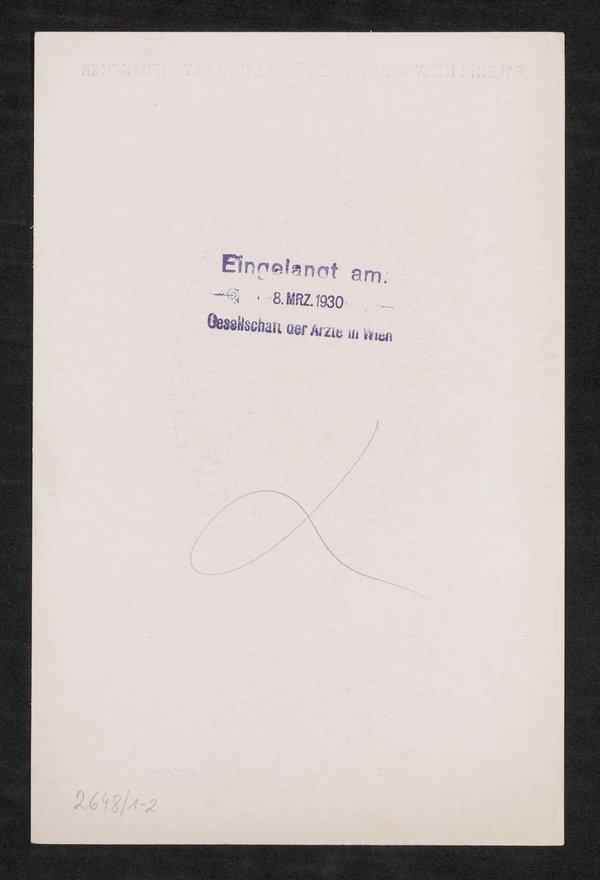 Eingelangt am:
8. MRZ. 1930
Gesellschaft der Ärzte in Wien
2648/1-2